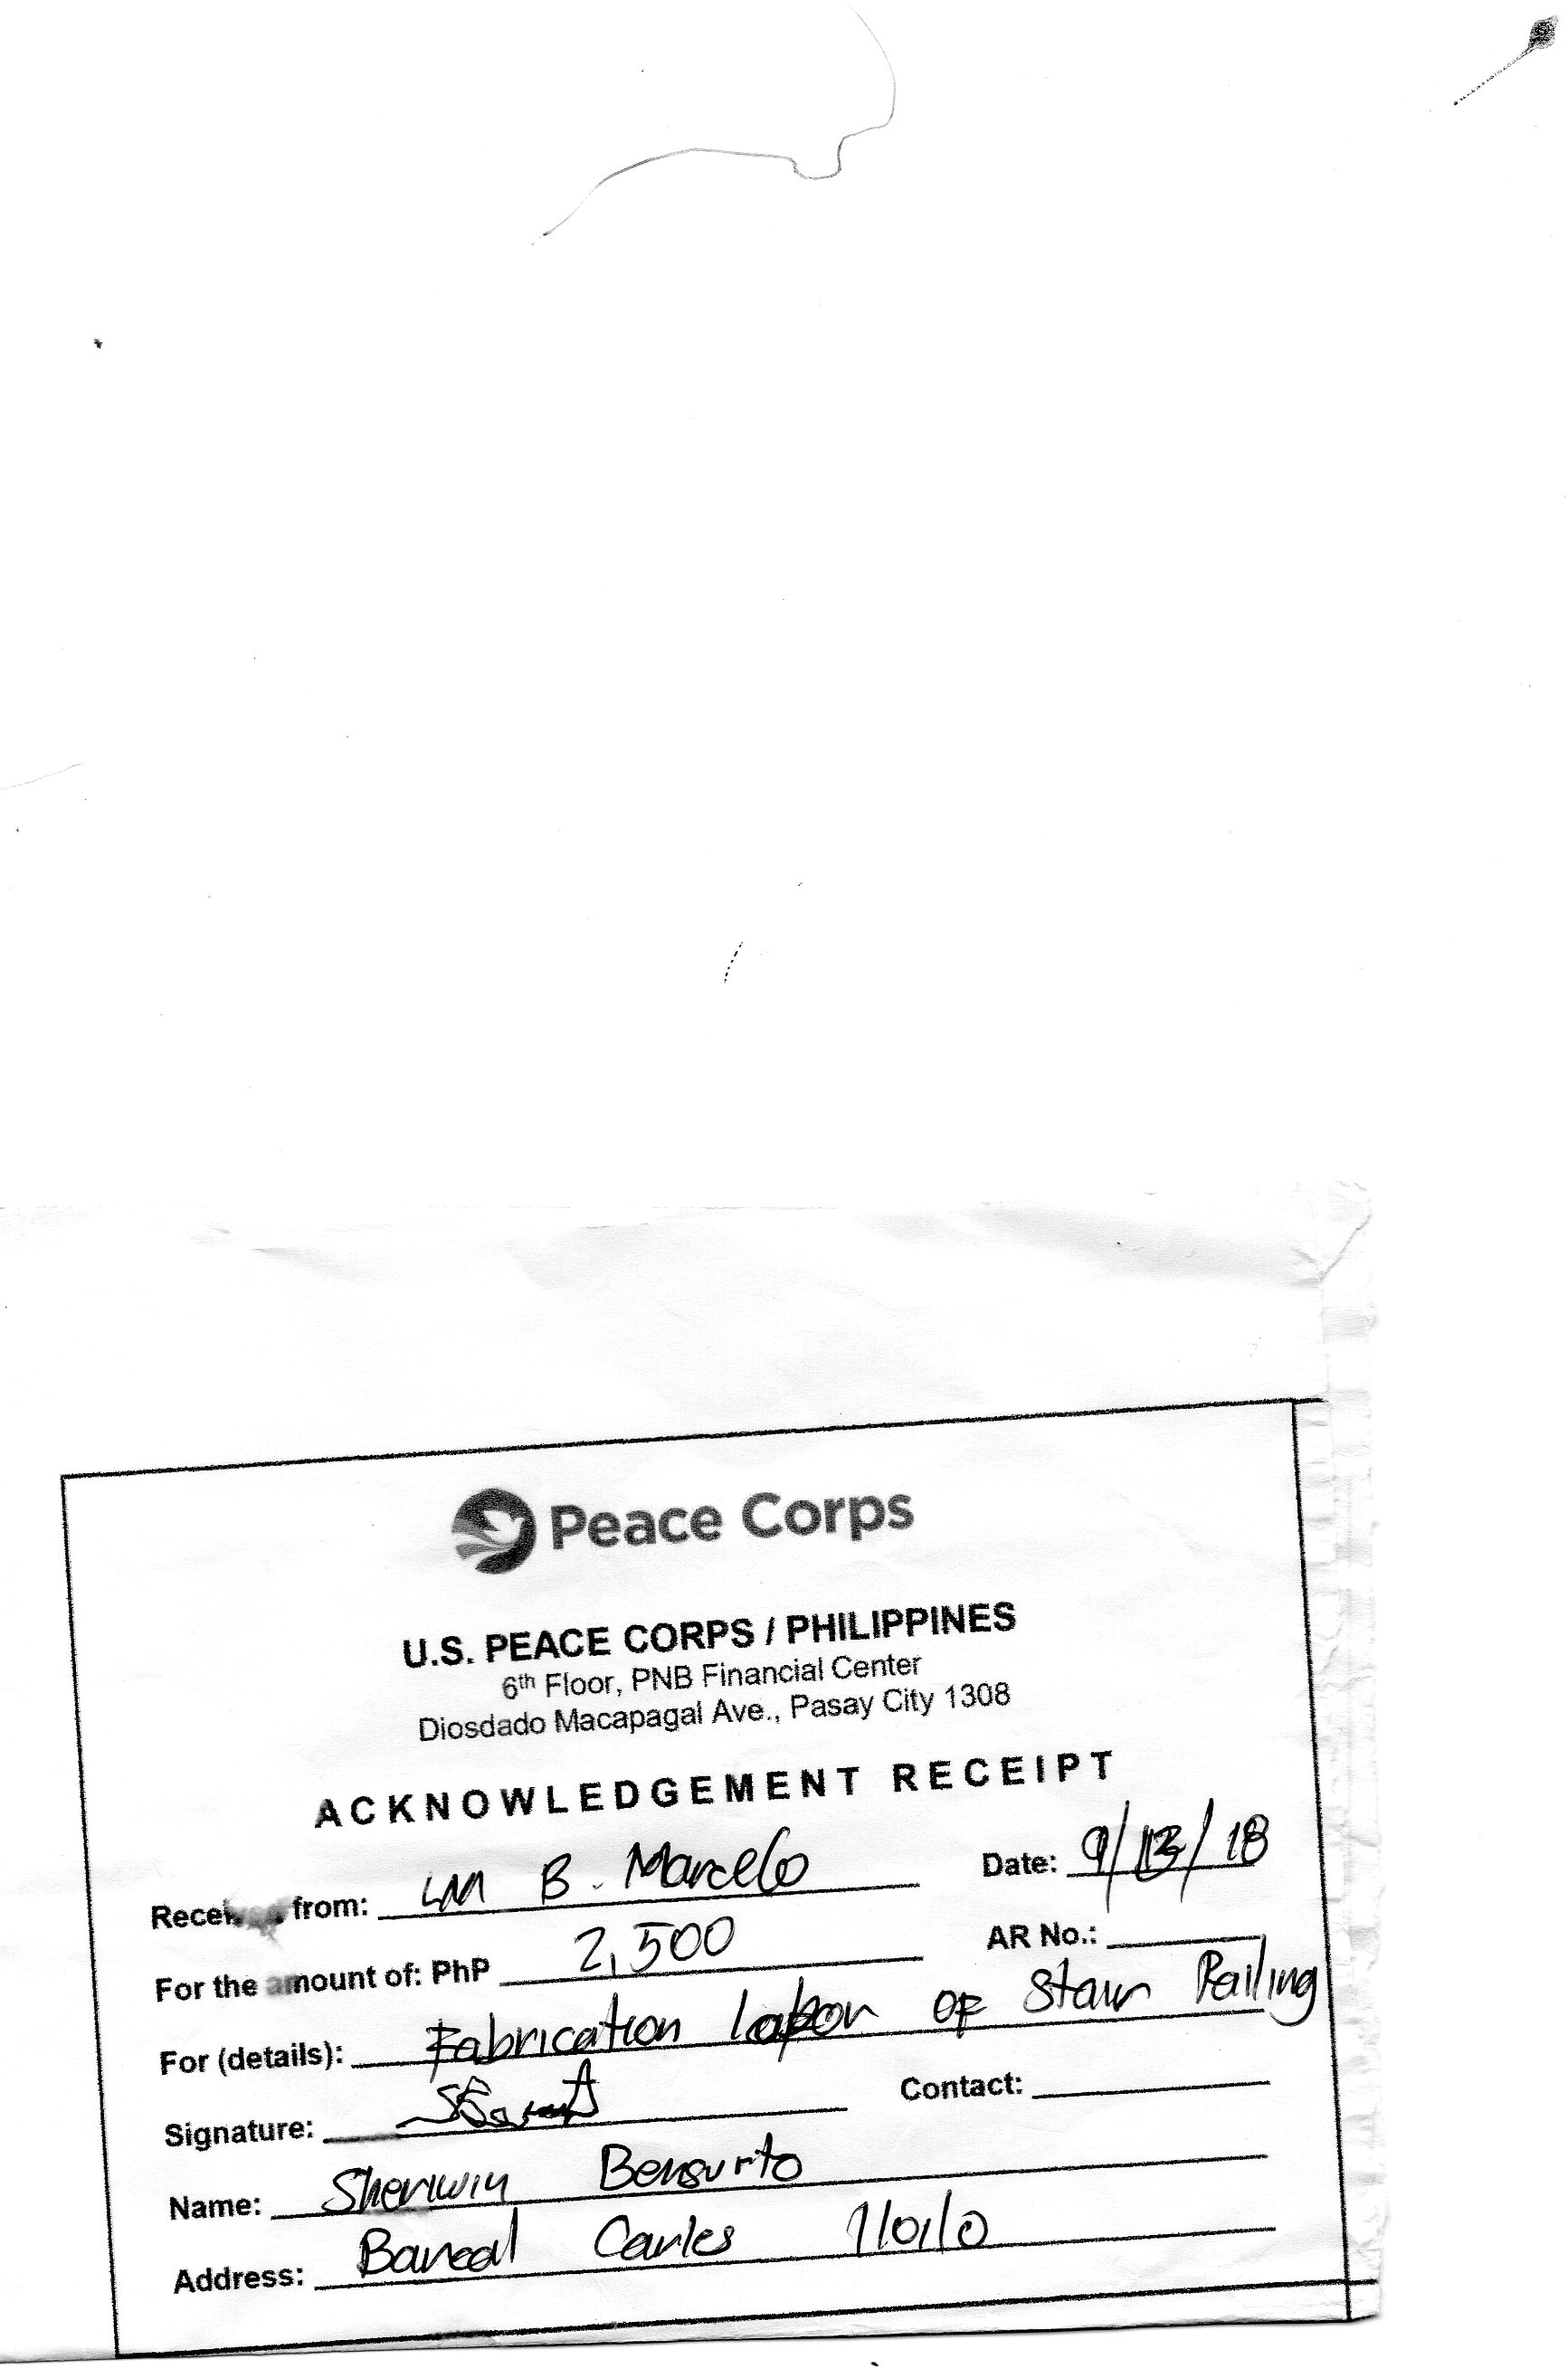 Peace Corps
U.S. PEACE CORPS / PHILIPPINES
6th Floor, PNB Financial Center
Diosdado Macapagal Ave., Pasay City 1308
ACKNOWLEDGEMENT RECEIPT
Received from: B. Marcelo Date: 9/13/18
For the amount of: PhP 2,500 AR No.:
For (details): Fabrication labor of Stair Railing
Signature: Contact:
Name: Sherwin Bensurto
Address: Carles Iloilo